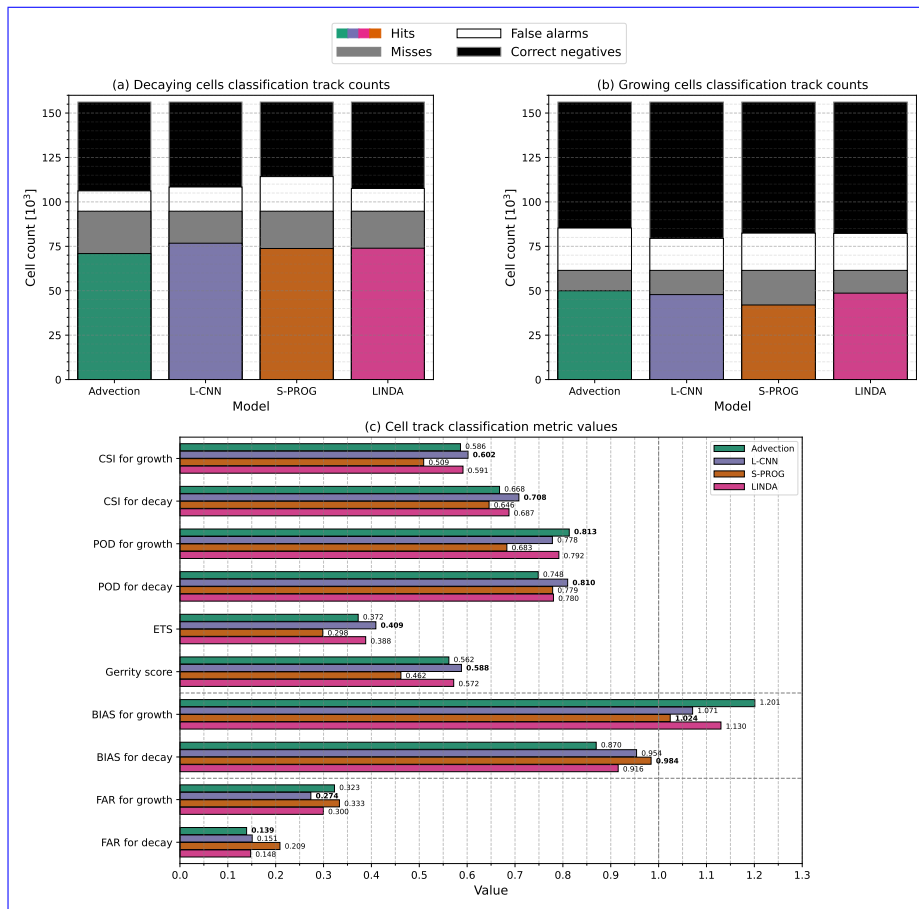 Hits
False alarms
Misses
Correct negatives
(a) Decaying cells classification track counts
Cell count [10³]
150
125
100
75
50
25
0
Advection
L-CNN
S-PROG
LINDA
Model
(b) Growing cells classification track counts
Cell count [10³]
150
125
100
75
50
25
0
Advection
L-CNN
S-PROG
LINDA
Model
(c) Cell track classification metric values
Advection
L-CNN
S-PROG
LINDA
CSI for growth
0.586
0.602
0.509
0.591
CSI for decay
0.668
0.708
0.646
0.687
POD for growth
0.813
0.778
0.683
0.792
POD for decay
0.748
0.810
0.779
0.780
ETS
0.372
0.409
0.298
0.388
Gerrity score
0.562
0.588
0.462
0.572
BIAS for growth
1.201
1.071
1.024
1.130
BIAS for decay
0.870
0.954
0.984
0.916
FAR for growth
0.323
0.274
0.333
0.300
FAR for decay
0.139
0.151
0.209
0.148
0.0
0.1
0.2
0.3
0.4
0.5
0.6
0.7
0.8
0.9
1.0
1.1
1.2
1.3
Value